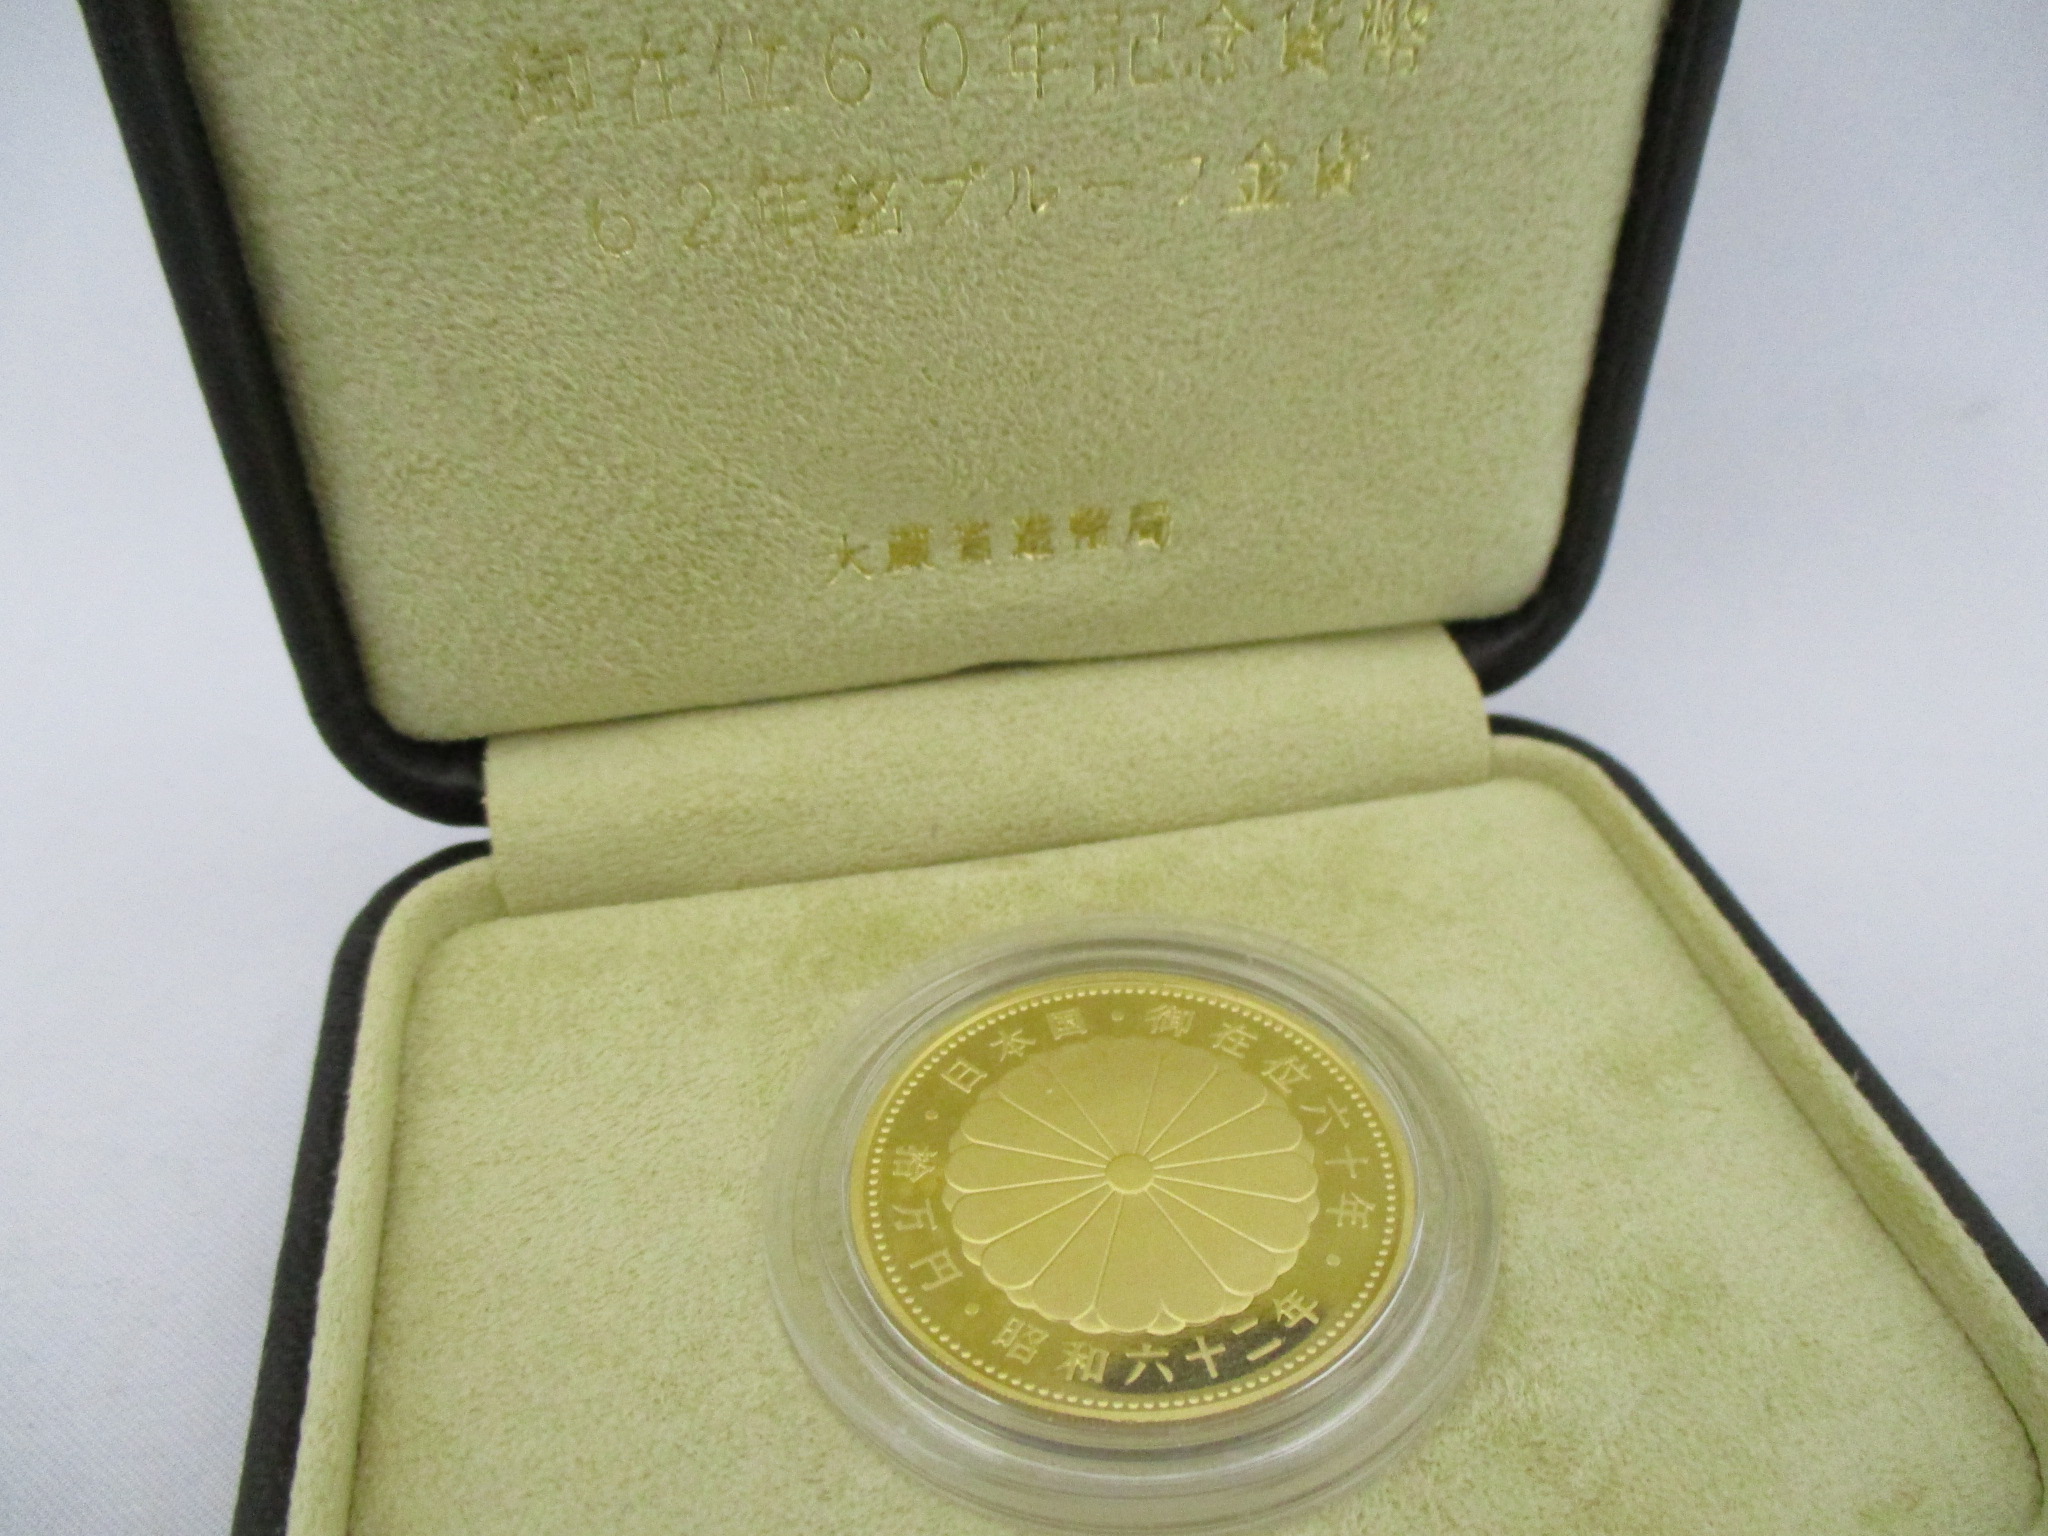 御在位60年記念貨幣
62年銘プルーフ金貨
大蔵省造幣局
日本国・御在位六十年・
昭和六十二年
・拾万円・